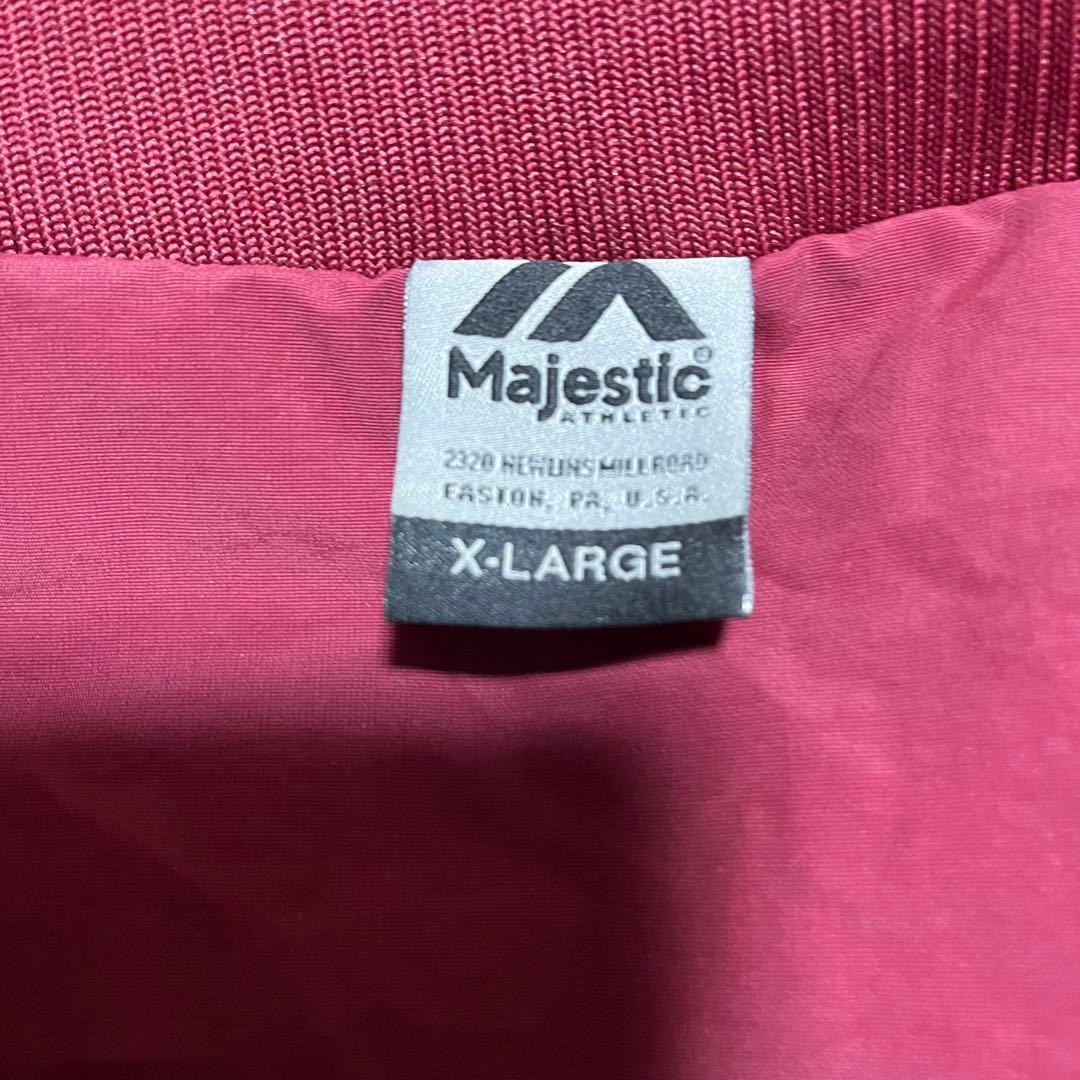 Majestic®
ATHLETIC
2320 NEWLINS MILL ROAD
EASTON, PA, U.S.A.
X-LARGE